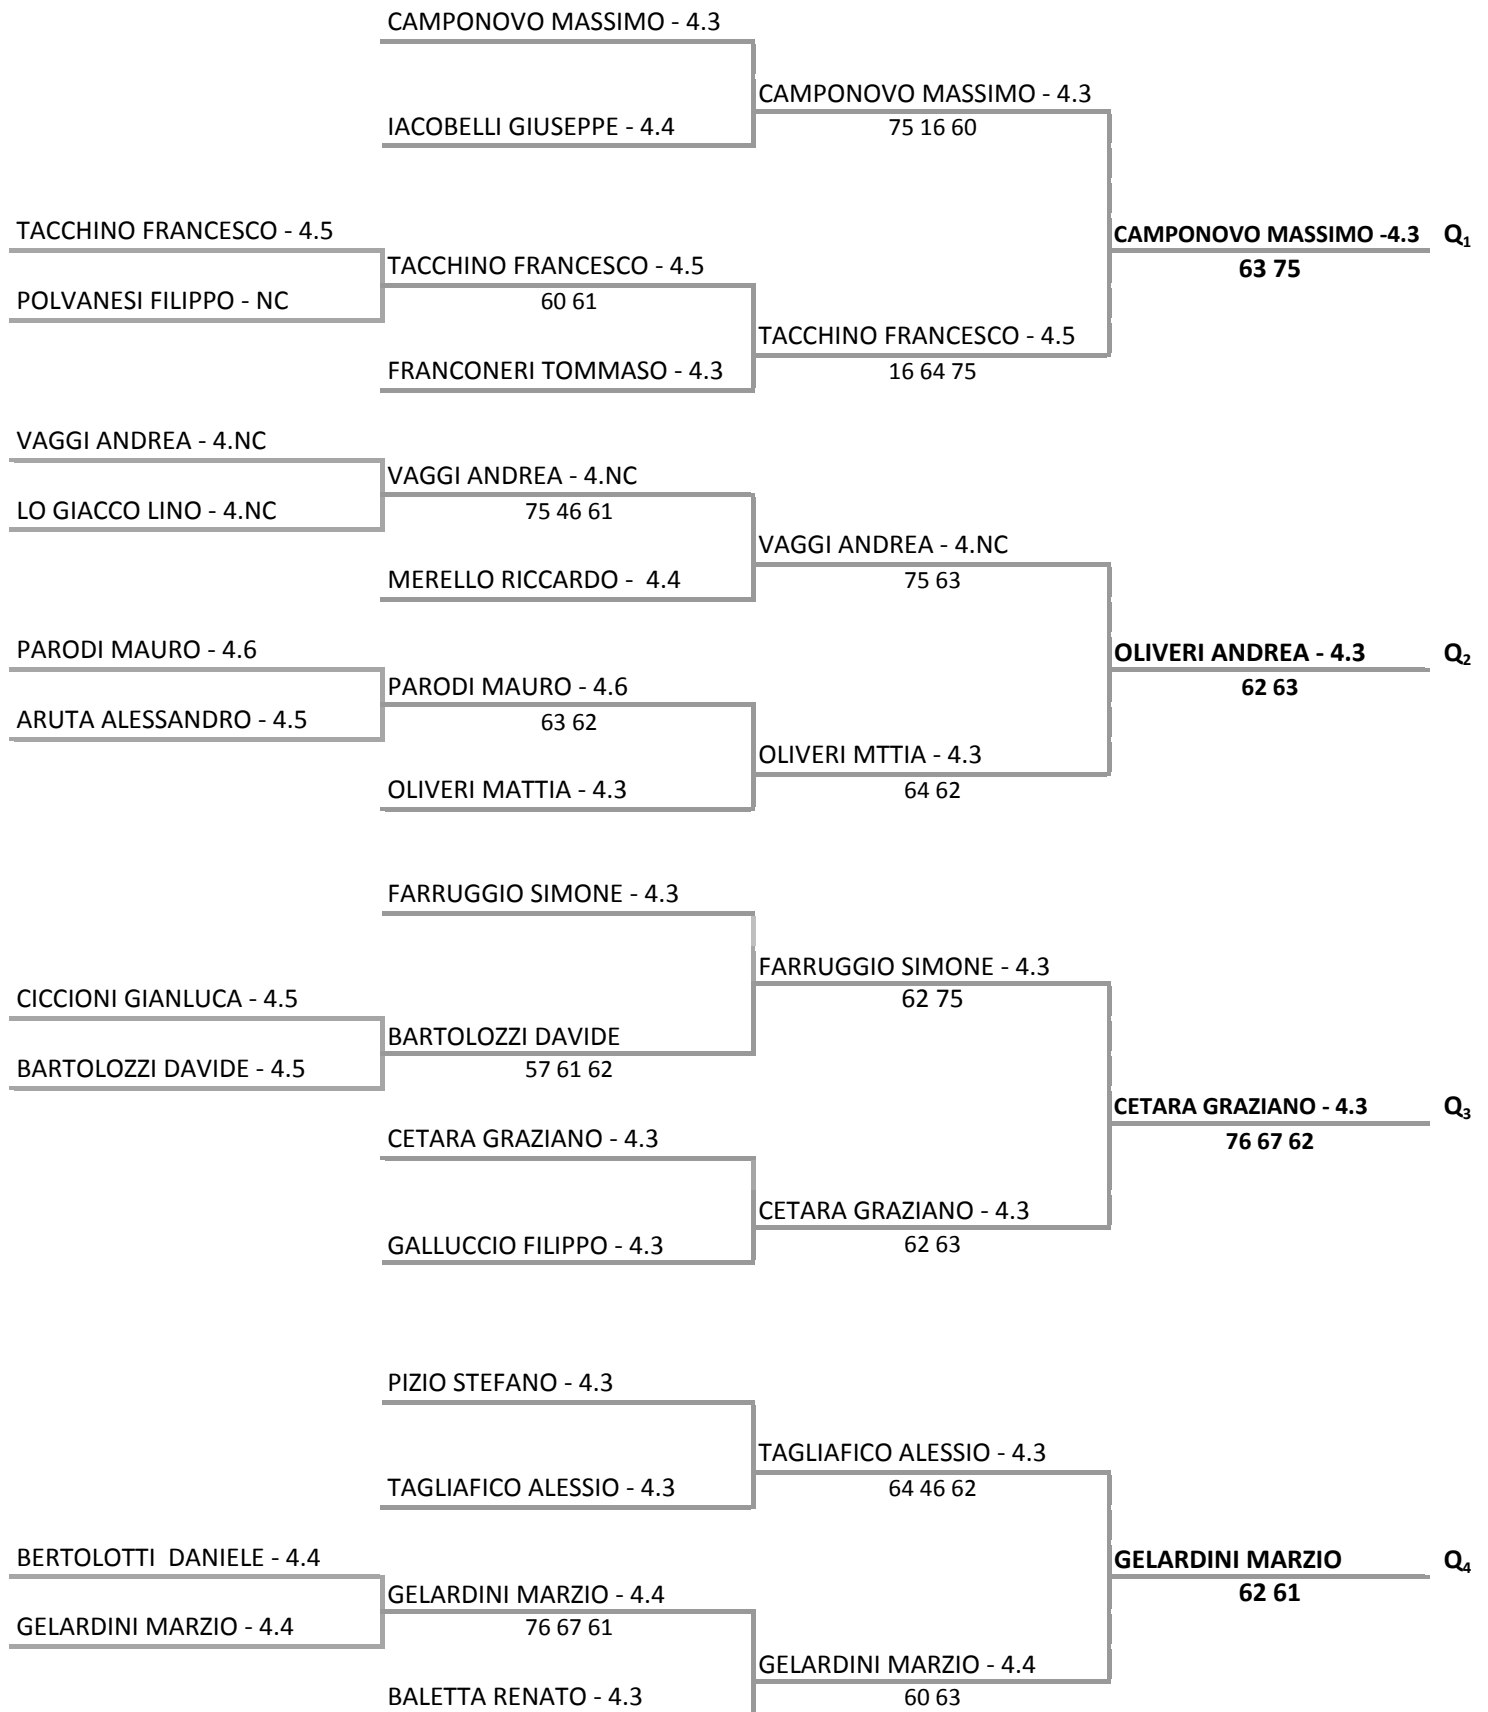 CAMPONOVO MASSIMO - 4.3
CAMPONOVO MASSIMO - 4.3
IACOBELLI GIUSEPPE - 4.4
75 16 60
TACCHINO FRANCESCO - 4.5
CAMPONOVO MASSIMO -4.3 Q1
TACCHINO FRANCESCO - 4.5
63 75
POLVANESI FILIPPO - NC
60 61
TACCHINO FRANCESCO - 4.5
FRANCONERI TOMMASO - 4.3
16 64 75
VAGGI ANDREA - 4.NC
VAGGI ANDREA - 4.NC
LO GIACCO LINO - 4.NC
75 46 61
VAGGI ANDREA - 4.NC
MERELLO RICCARDO - 4.4
75 63
PARODI MAURO - 4.6
OLIVERI ANDREA - 4.3 Q2
PARODI MAURO - 4.6
62 63
ARUTA ALESSANDRO - 4.5
63 62
OLIVERI MTTIA - 4.3
OLIVERI MATTIA - 4.3
64 62
FARRUGGIO SIMONE - 4.3
FARRUGGIO SIMONE - 4.3
CICCIONI GIANLUCA - 4.5
62 75
BARTOLOZZI DAVIDE
BARTOLOZZI DAVIDE - 4.5
57 61 62
CETARA GRAZIANO - 4.3 Q3
CETARA GRAZIANO - 4.3
76 67 62
CETARA GRAZIANO - 4.3
GALLUCCIO FILIPPO - 4.3
62 63
PIZIO STEFANO - 4.3
TAGLIAFICO ALESSIO - 4.3
TAGLIAFICO ALESSIO - 4.3
64 46 62
BERTOLOTTI  DANIELE - 4.4
GELARDINI MARZIO Q4
GELARDINI MARZIO - 4.4
62 61
GELARDINI MARZIO - 4.4
76 67 61
GELARDINI MARZIO - 4.4
BALETTA RENATO - 4.3
60 63